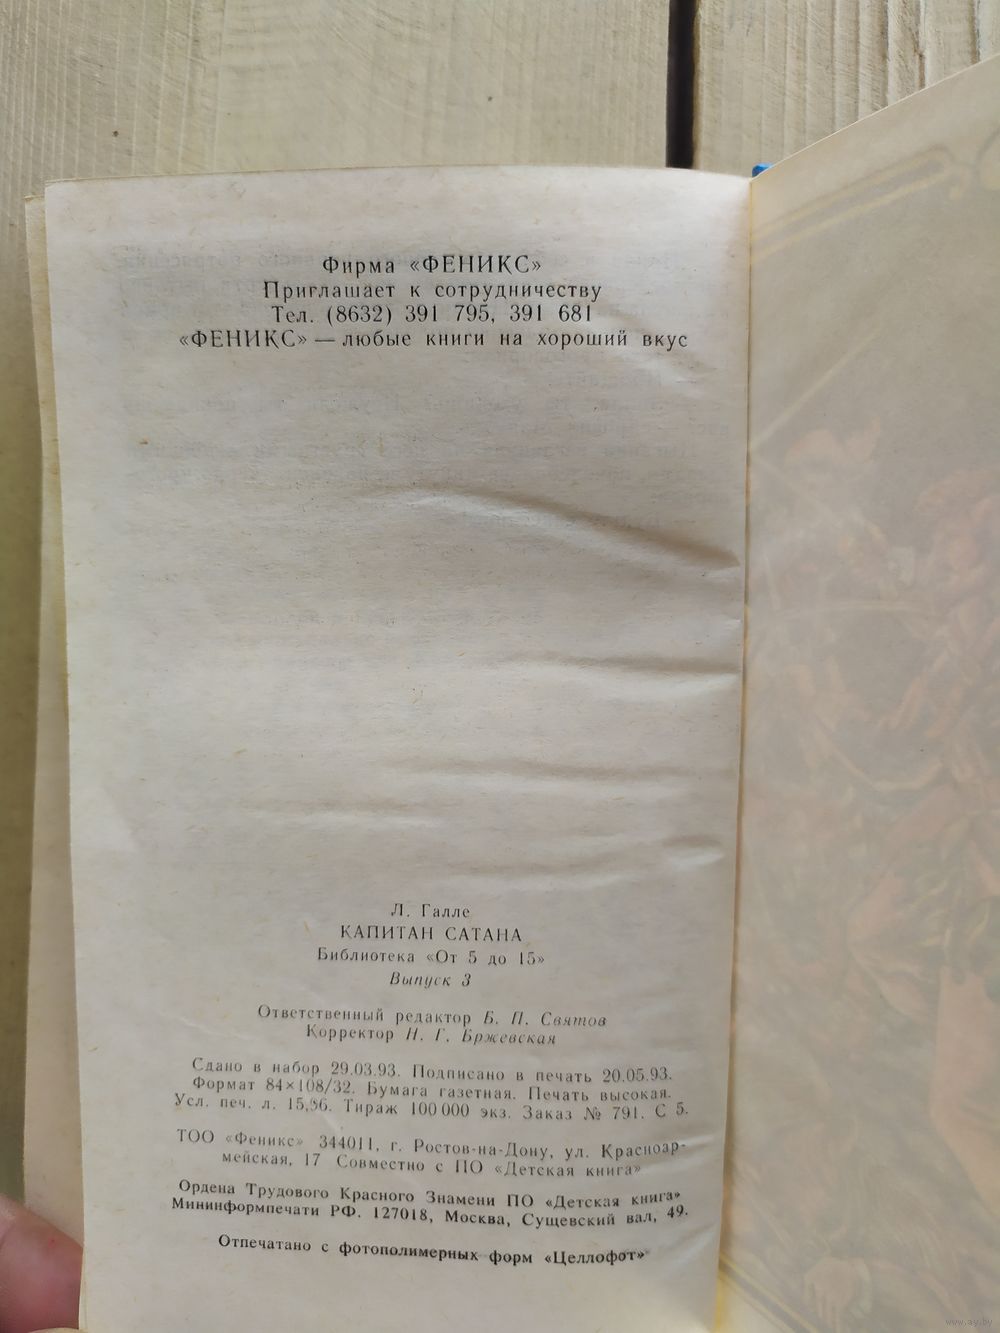 Фирма «ФЕНИКС»
Приглашает к сотрудничеству
Тел. (8632) 391 795, 391 681
«ФЕНИКС» — любые книги на хороший вкус
Л. Галле
КАПИТАН САТАНА
Библиотека «От 5 до 15»
Выпуск 3
Ответственный редактор Б. П. Святов
Корректор Н. Г. Бржевская
Сдано в набор 29.03.93. Подписано в печать 20.05.93.
Формат 84×108/32. Бумага газетная. Печать высокая.
Усл. печ. л. Тираж 100 000 экз. Заказ № 791. С 5.
ТОО «Феникс» 344011, г. Ростов-на-Дону, ул. Красноар-
мейская, 17 Совместно с ПО «Детская книга»
Ордена Трудового Красного Знамени ПО «Детская книга»
Мининформпечати РФ. 127018, Москва, Сущевский вал, 49.
Отпечатано с фотополимерных форм «Целлофот»
www.ay.by